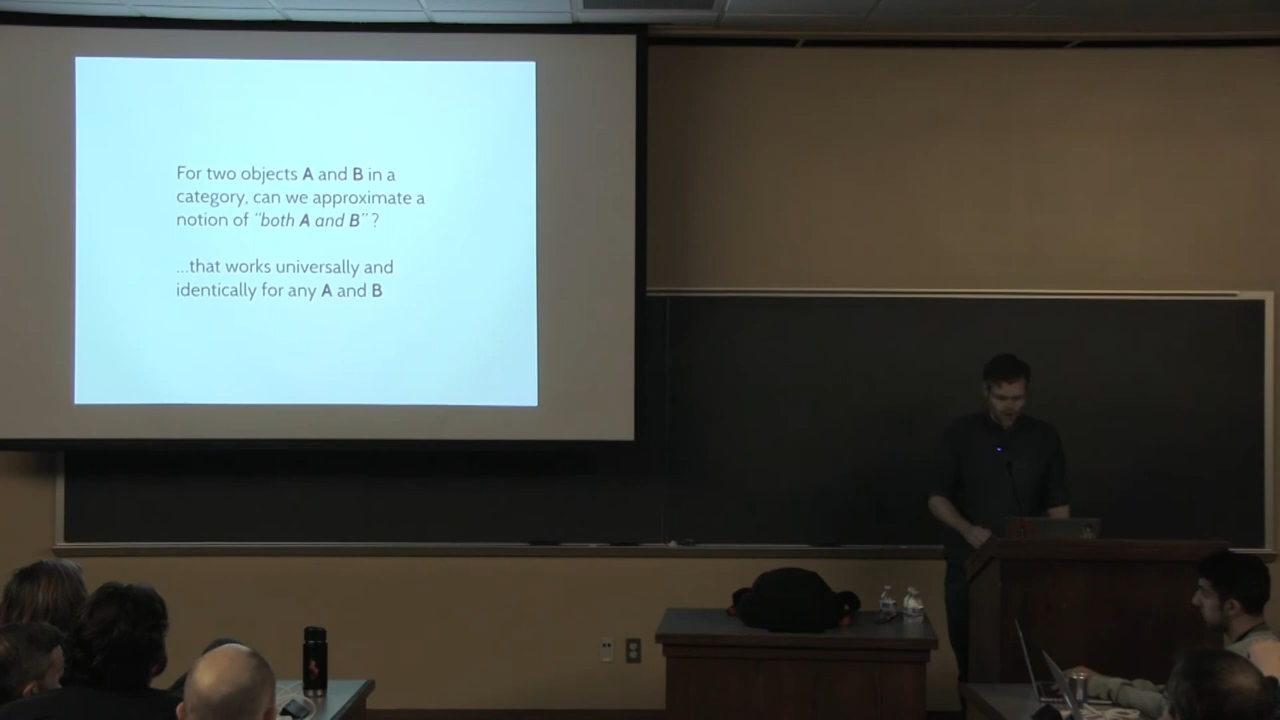 For two objects A and B in a
category, can we approximate a
notion of "both A and B"?
...that works universally and
identically for any A and B